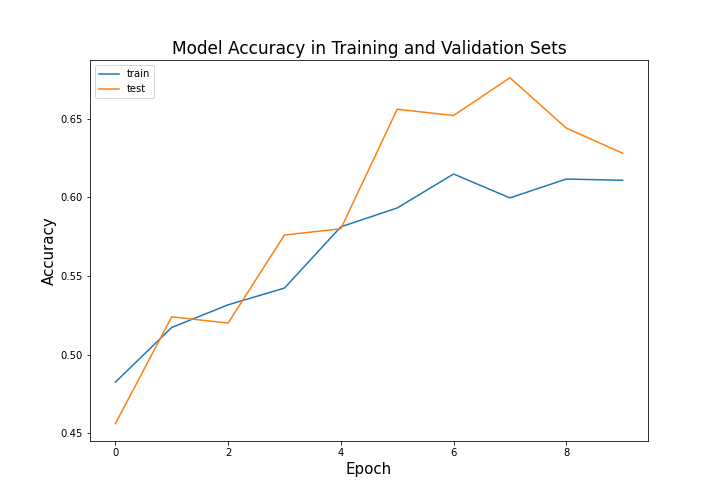 Model Accuracy in Training and Validation Sets
train
test
0.65
0.60
0.55
0.50
0.45
Accuracy
0 2 4 6 8
Epoch